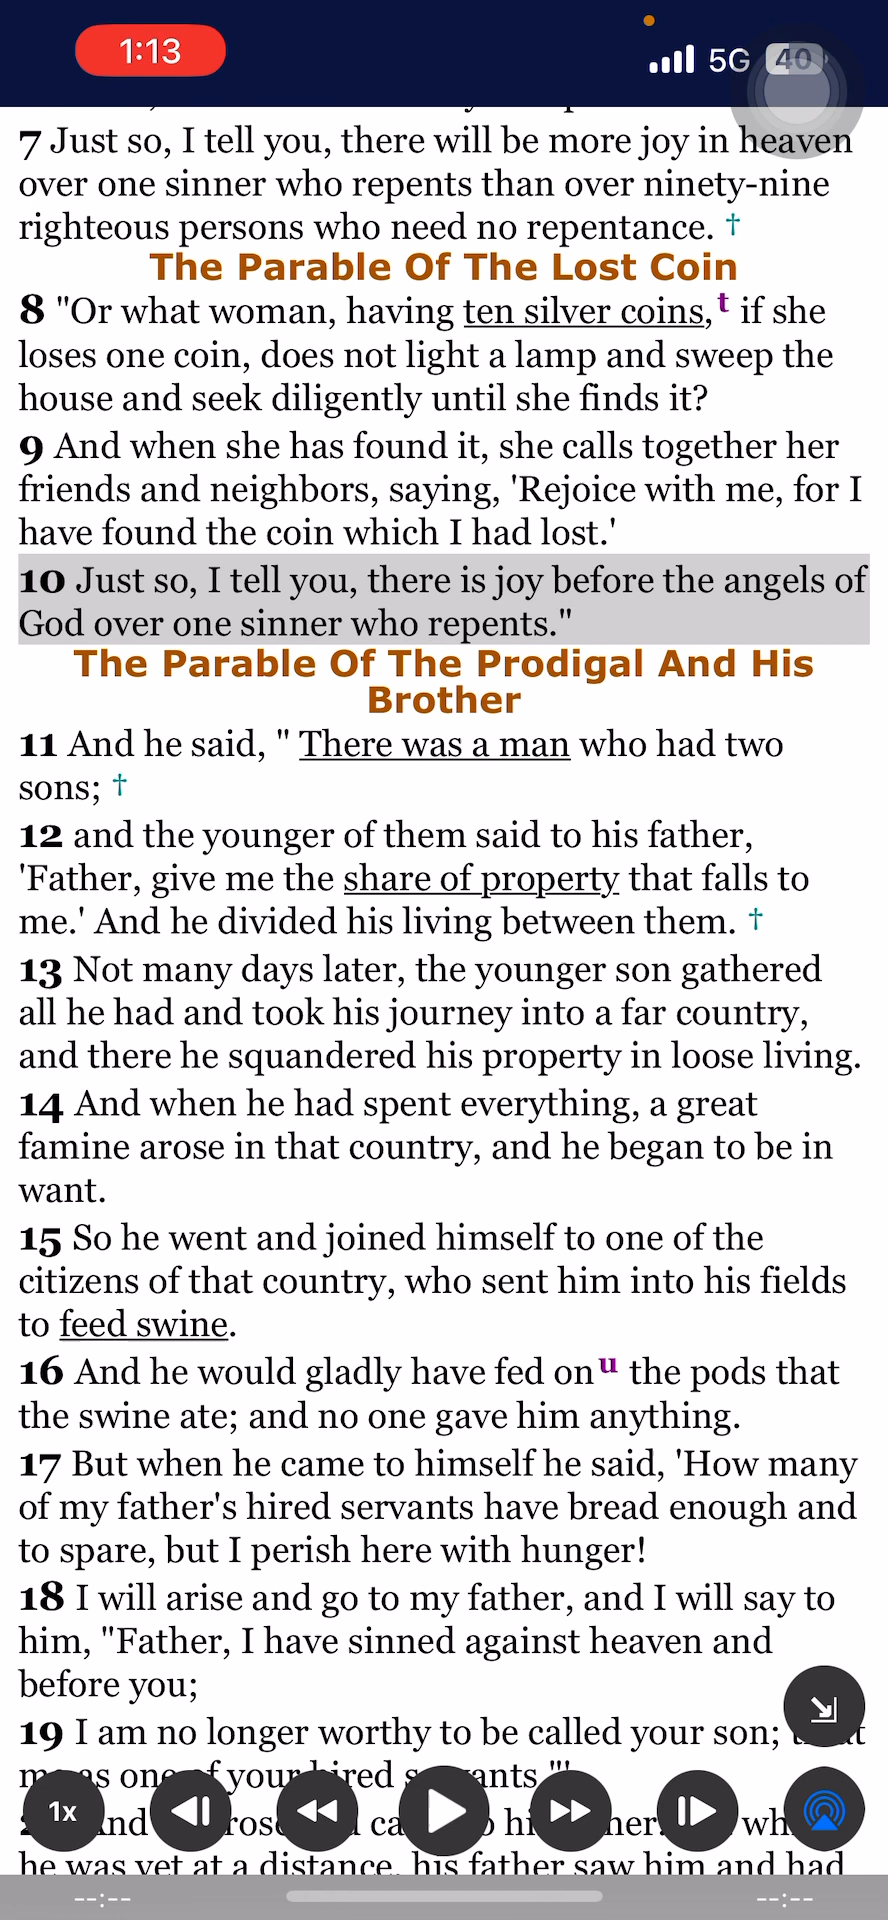 1:13
5G 40
7 Just so, I tell you, there will be more joy in heaven
over one sinner who repents than over ninety-nine
righteous persons who need no repentance. †
The Parable Of The Lost Coin
8 "Or what woman, having ten silver coins,t if she
loses one coin, does not light a lamp and sweep the
house and seek diligently until she finds it?
9 And when she has found it, she calls together her
friends and neighbors, saying, 'Rejoice with me, for I
have found the coin which I had lost.'
10 Just so, I tell you, there is joy before the angels of
God over one sinner who repents."
The Parable Of The Prodigal And His
Brother
11 And he said, " There was a man who had two
sons; †
12 and the younger of them said to his father,
'Father, give me the share of property that falls to
me.' And he divided his living between them. †
13 Not many days later, the younger son gathered
all he had and took his journey into a far country,
and there he squandered his property in loose living.
14 And when he had spent everything, a great
famine arose in that country, and he began to be in
want.
15 So he went and joined himself to one of the
citizens of that country, who sent him into his fields
to feed swine.
16 And he would gladly have fed onu the pods that
the swine ate; and no one gave him anything.
17 But when he came to himself he said, 'How many
of my father's hired servants have bread enough and
to spare, but I perish here with hunger!
18 I will arise and go to my father, and I will say to
him, "Father, I have sinned against heaven and
before you;
19 I am no longer worthy to be called your son;
as one of your hired "'
1x
he was yet at a distance, his father saw him and had
--:-- --:--